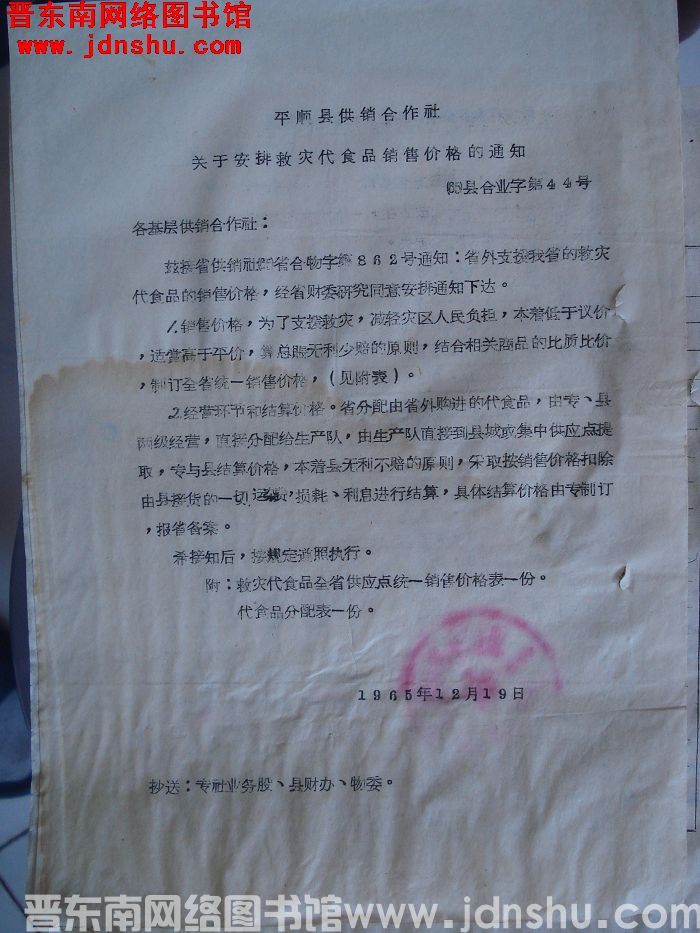 晋东南网络图书馆
www.jdnshu.com
平顺县供销合作社
关于安排救灾代食品销售价格的通知
(65)县合业字第44号
各基层供销合作社：
兹接省供销社 省合物字第862号通知：省外支援我省的救灾
代食品的销售价格，经省财委研究同意安排通知下达。
1.销售价格，为了支援救灾，减轻灾区人民负担，本着低于议价
，适当高于平价，算总账无利少赔的原则，结合相关商品的比质比价
，制订全省统一销售价格，（见附表）。
2.经营环节和结算价格。省分配由省外购进的代食品，由专、县
两级经营，直接分配给生产队，由生产队直接到县城或集中供应点提
取，专与县结算价格，本着县无利不赔的原则，采取按销售价格扣除
由县接货的一切运费，损耗、利息进行结算，具体结算价格由专制订
，报省备案。
希接知后，按规定遵照执行。
附：救灾代食品全省供应点统一销售价格表一份。
代食品分配表一份。
1965年12月19日
抄送：专社业务股、县财办、物委。
晋东南网络图书馆 www.jdnshu.com